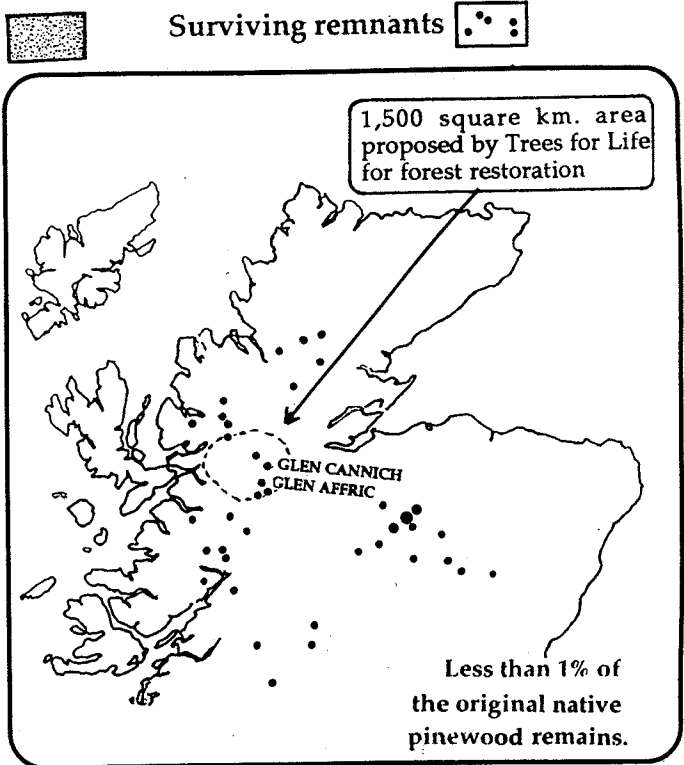 Surviving remnants
1,500 square km. area
proposed by Trees for Life
for forest restoration
GLEN CANNICH
GLEN AFFRIC
Less than 1% of
the original native
pinewood remains.